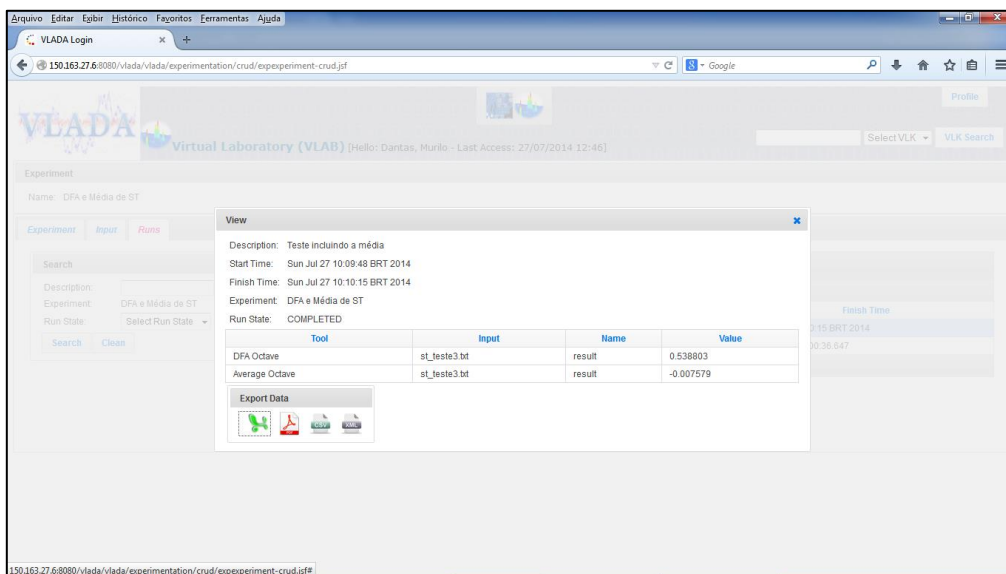 Arquivo Editar Exibir Histórico Favoritos Ferramentas Ajuda
VLADA Login
150.163.27.6:8080/vlada/vlada/experimentation/crud/expexperiment-crud.jsf
Google
Profile
VLADA
Virtual Laboratory (VLAB) [Hello: Dantas, Murilo - Last Access: 27/07/2014 12:46]
Select VLK
VLK Search
Experiment
Name: DFA e Média de ST
Experiment Input Runs
Search
Description:
Experiment: DFA e Média de ST
Run State: Select Run State
Search Clean
Finish Time
0:15 BRT 2014
00:36.647
View
Description: Teste incluindo a média
Start Time: Sun Jul 27 10:09:48 BRT 2014
Finish Time: Sun Jul 27 10:10:15 BRT 2014
Experiment: DFA e Média de ST
Run State: COMPLETED
Tool Input Name Value
DFA Octave st_teste3.txt result 0.538803
Average Octave st_teste3.txt result -0.007579
Export Data
CSV XML
150.163.27.6:8080/vlada/vlada/experimentation/crud/expexperiment-crud.jsf#